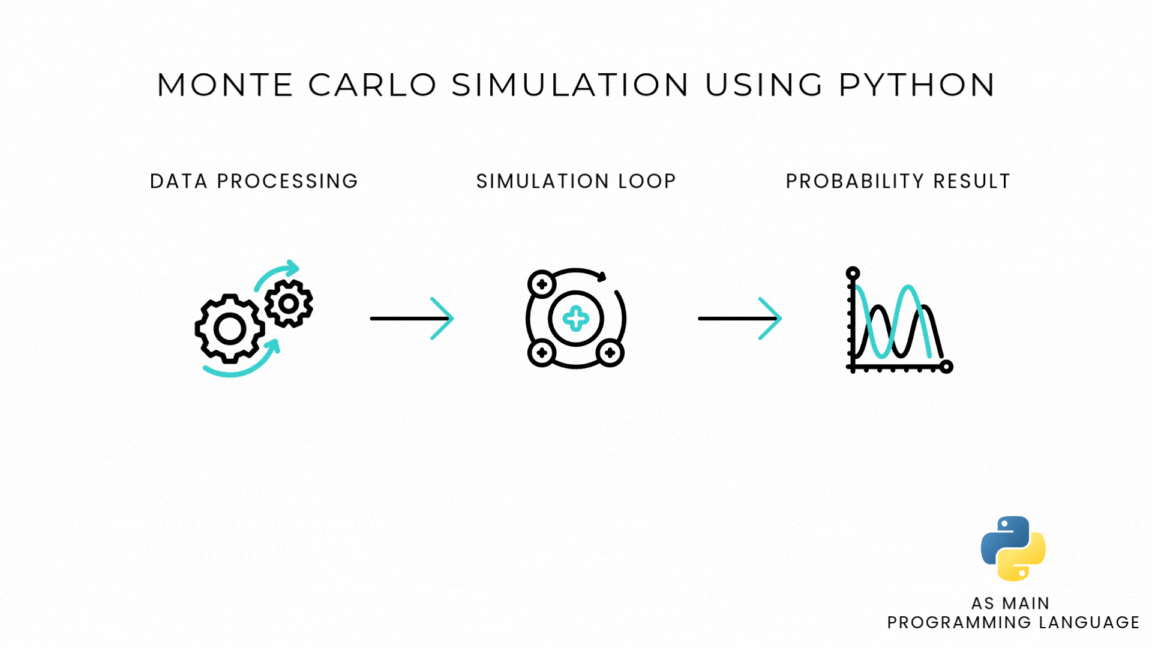 MONTE CARLO SIMULATION USING PYTHON
DATA PROCESSING
SIMULATION LOOP
PROBABILITY RESULT
AS MAIN
PROGRAMMING LANGUAGE